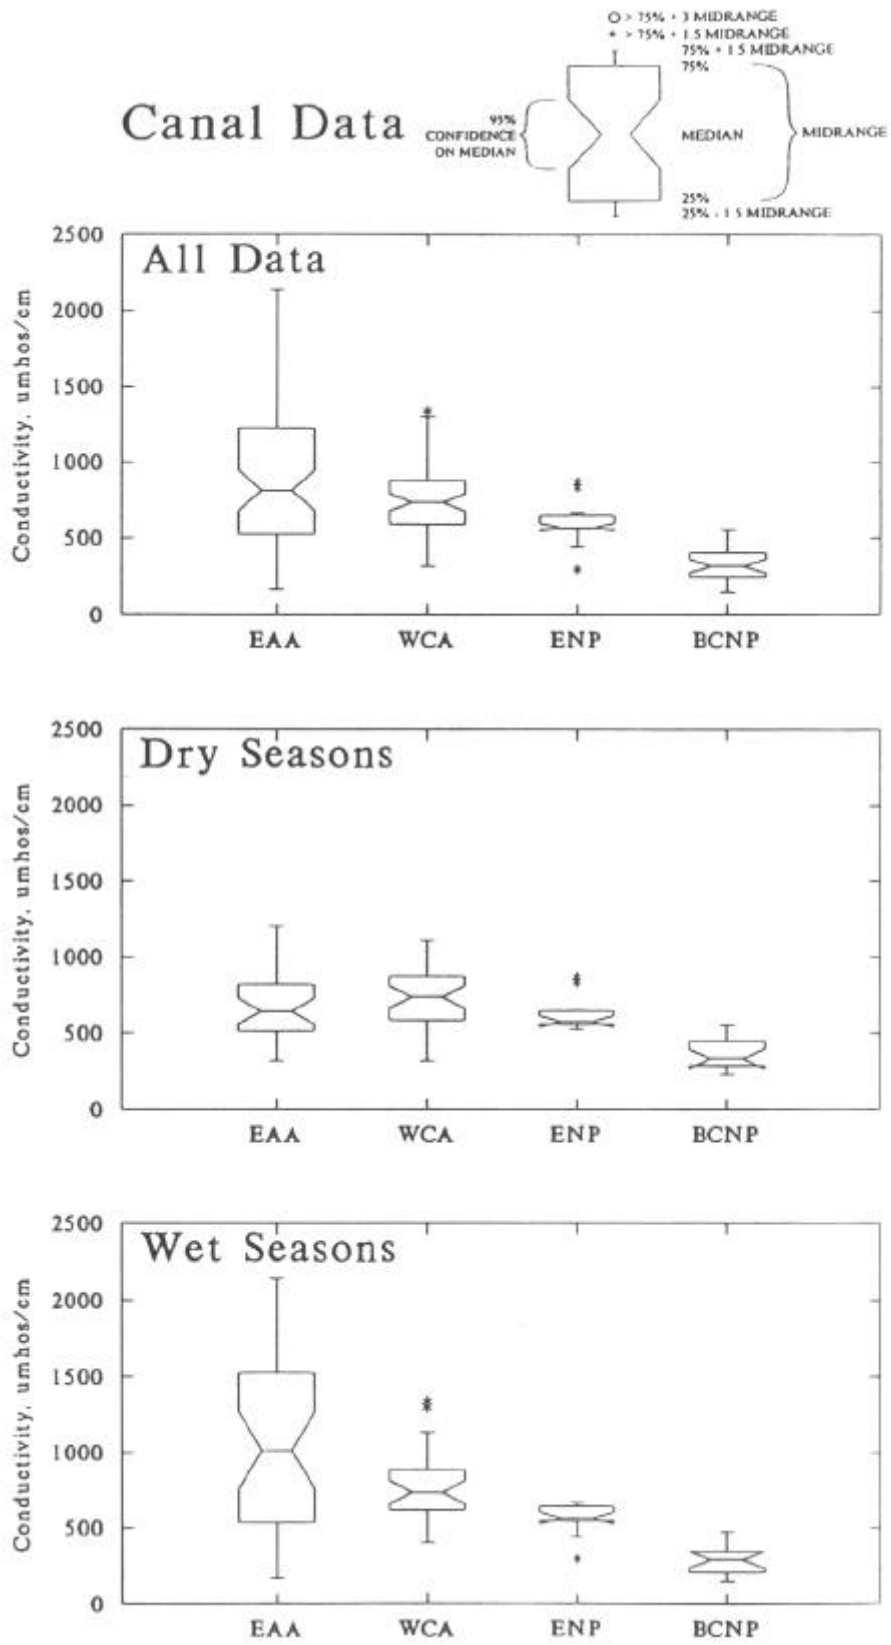 O > 75% + 3 MIDRANGE
* > 75% + 1 5 MIDRANGE
75% + 1 5 MIDRANGE
75%
Canal Data
95%
CONFIDENCE
ON MEDIAN
MEDIAN
MIDRANGE
25%
25% - 1 5 MIDRANGE
All Data
Conductivity, umhos/cm
2500
2000
1500
1000
500
0
EAA WCA ENP BCNP
Dry Seasons
Conductivity, umhos/cm
2500
2000
1500
1000
500
0
EAA WCA ENP BCNP
Wet Seasons
Conductivity, umhos/cm
2500
2000
1500
1000
500
0
EAA WCA ENP BCNP